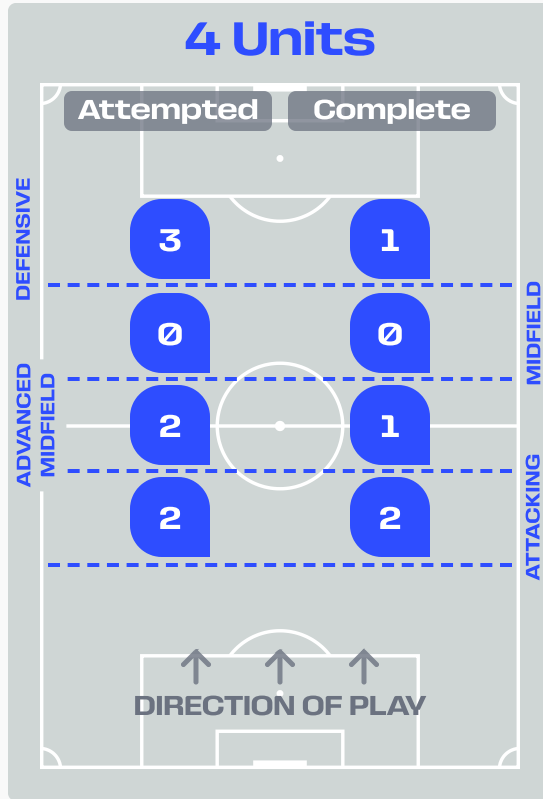 4 Units
Attempted Complete
DEFENSIVE
3 1
MIDFIELD
0 0
ADVANCED
MIDFIELD
2 1
ATTACKING
2 2
DIRECTION OF PLAY